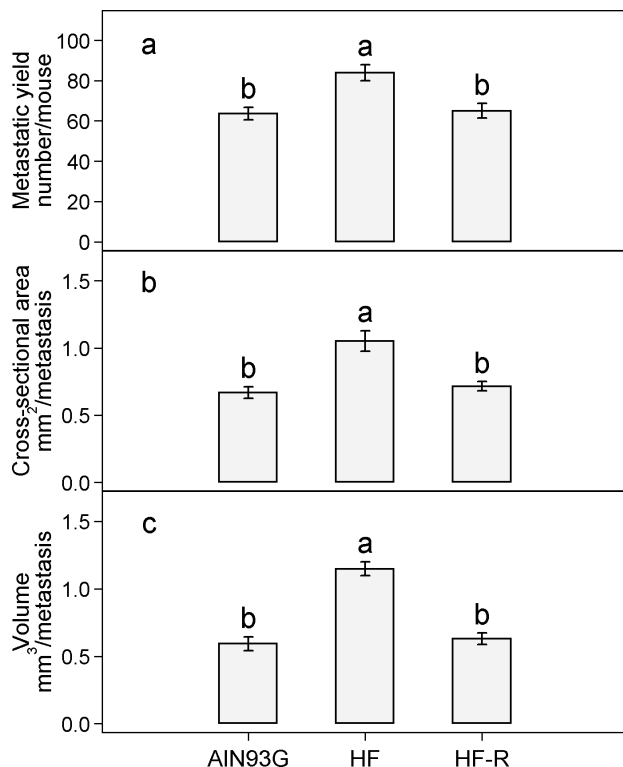 Metastatic yield
number/mouse
100
80
60
40
20
0
a
b
a
b
Cross-sectional area
mm²/metastasis
1.5
1.0
0.5
0.0
b
b
a
b
Volume
mm³/metastasis
1.5
1.0
0.5
0.0
c
b
a
b
AIN93G
HF
HF-R